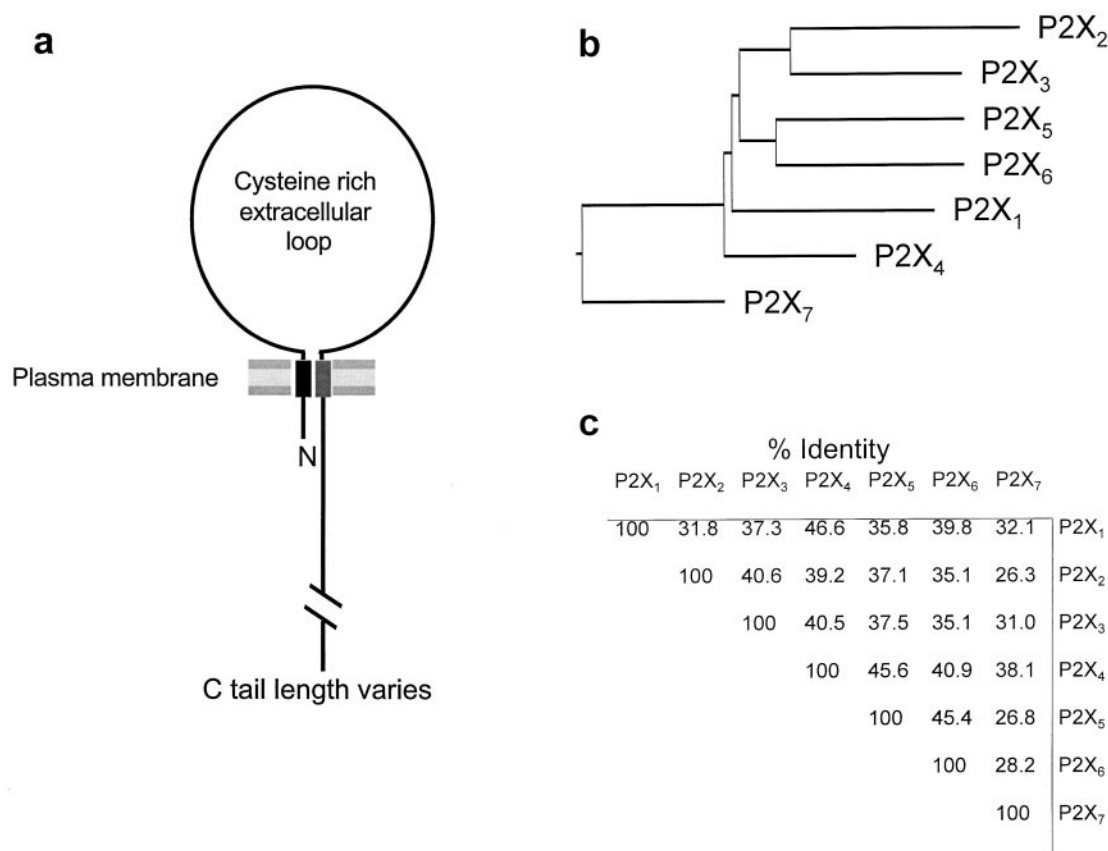 a
Cysteine rich
extracellular
loop
Plasma membrane
N
C tail length varies
b
P2X₂
P2X₃
P2X₅
P2X₆
P2X₁
P2X₄
P2X₇
c
% Identity
P2X₁ P2X₂ P2X₃ P2X₄ P2X₅ P2X₆ P2X₇
100 31.8 37.3 46.6 35.8 39.8 32.1 P2X₁
100 40.6 39.2 37.1 35.1 26.3 P2X₂
100 40.5 37.5 35.1 31.0 P2X₃
100 45.6 40.9 38.1 P2X₄
100 45.4 26.8 P2X₅
100 28.2 P2X₆
100 P2X₇